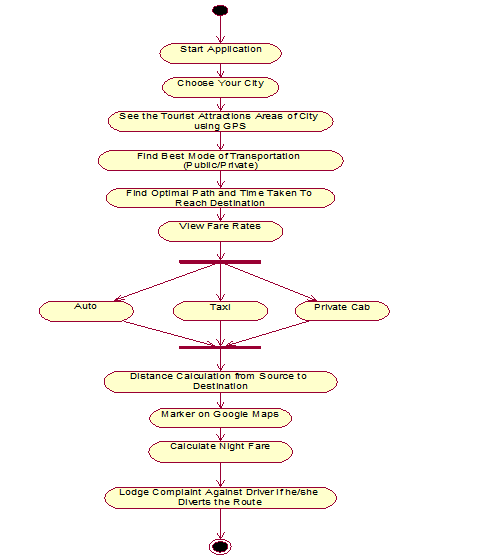 Start Application
Choose Your City
See the Tourist Attractions Areas of City
using GPS
Find Best Mode of Transportation
(Public/Private)
Find Optimal Path and Time Taken To
Reach Destination
View Fare Rates
Auto
Taxi
Private Cab
Distance Calculation from Source to
Destination
Marker on Google Maps
Calculate Night Fare
Lodge Complaint Against Driver if he/she
Diverts the Route